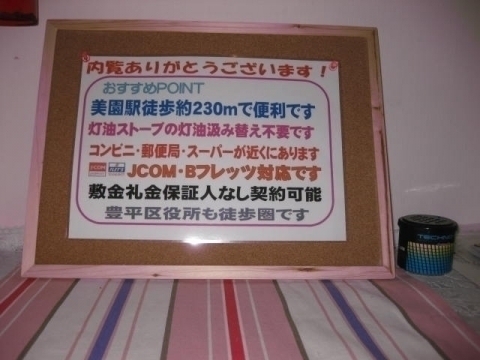 内覧ありがとうございます！
おすすめPOINT
美園駅徒歩約230mで便利です
灯油ストーブの灯油汲み替え不要です
コンビニ・郵便局・スーパーが近くにあります
JCOM JCOM・Bフレッツ対応です
敷金礼金保証人なし契約可能
豊平区役所も徒歩圏です
TECHNI